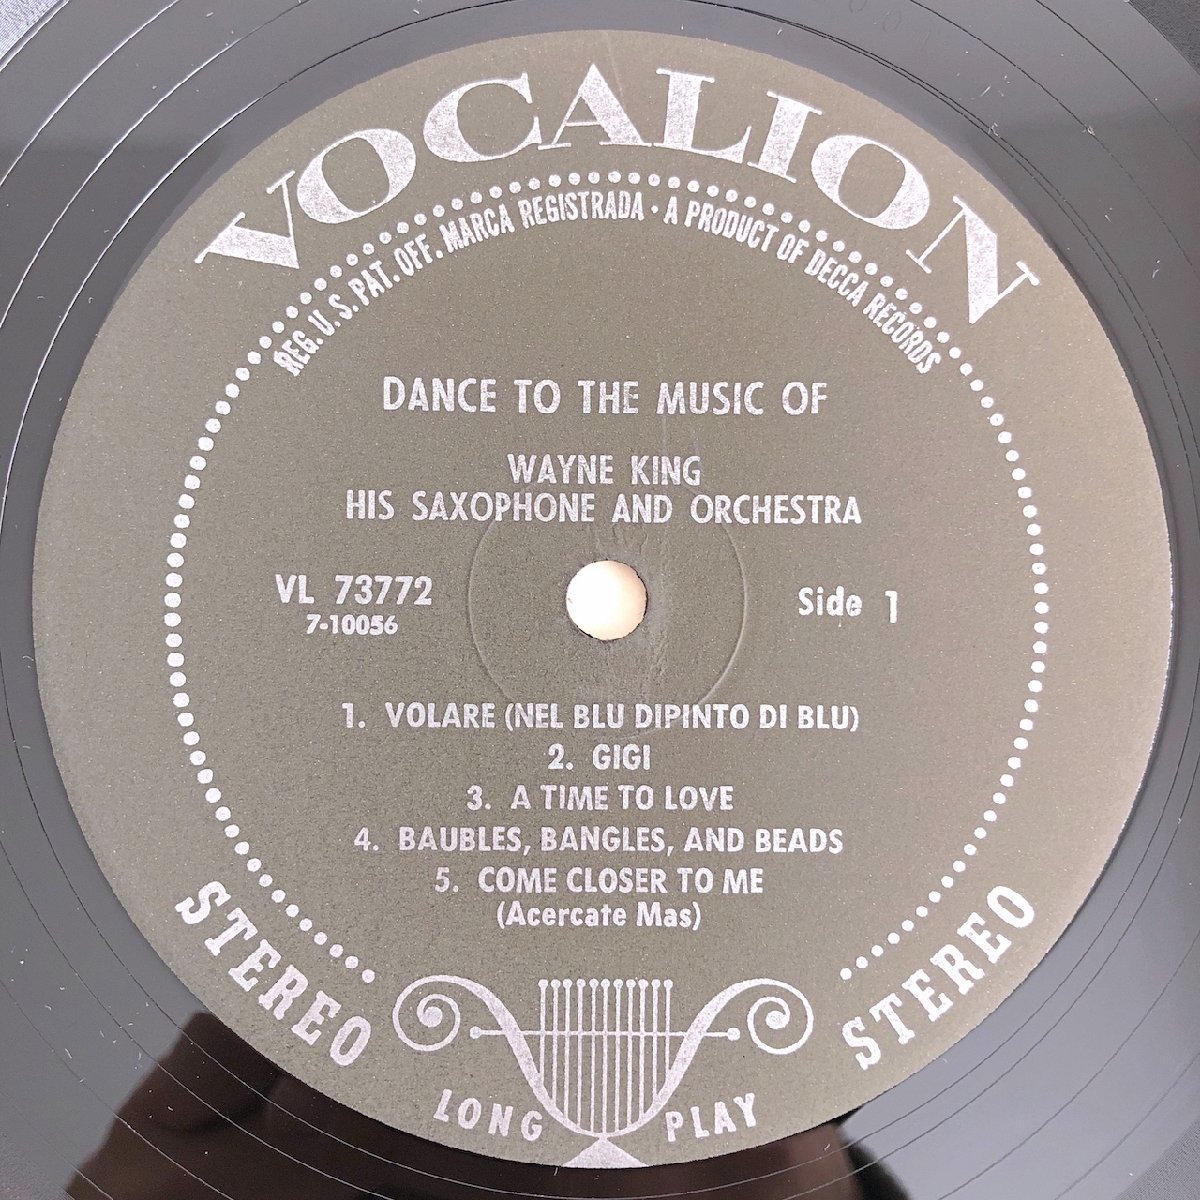 VOCALION
REG. U. S. PAT. OFF. MARCA REGISTRADA · A PRODUCT OF DECCA RECORDS
DANCE TO THE MUSIC OF
WAYNE KING
HIS SAXOPHONE AND ORCHESTRA
VL 73772
7-10056
Side 1
1. VOLARE (NEL BLU DIPINTO DI BLU)
2. GIGI
3. A TIME TO LOVE
4. BAUBLES, BANGLES, AND BEADS
5. COME CLOSER TO ME
(Acercate Mas)
STEREO
STEREO
LONG PLAY